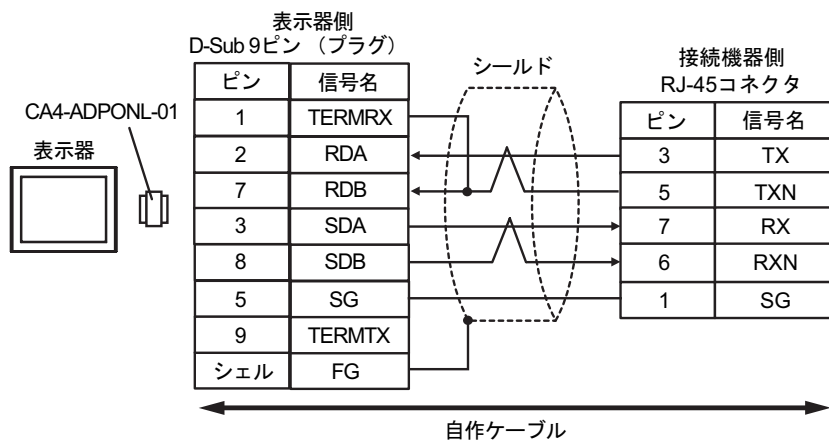 表示器側
D-Sub 9ピン （プラグ）
ピン 信号名
1 TERMRX
2 RDA
7 RDB
3 SDA
8 SDB
5 SG
9 TERMTX
シェル FG
CA4-ADPONL-01
表示器
シールド
接続機器側
RJ-45コネクタ
ピン 信号名
3 TX
5 TXN
7 RX
6 RXN
1 SG
自作ケーブル